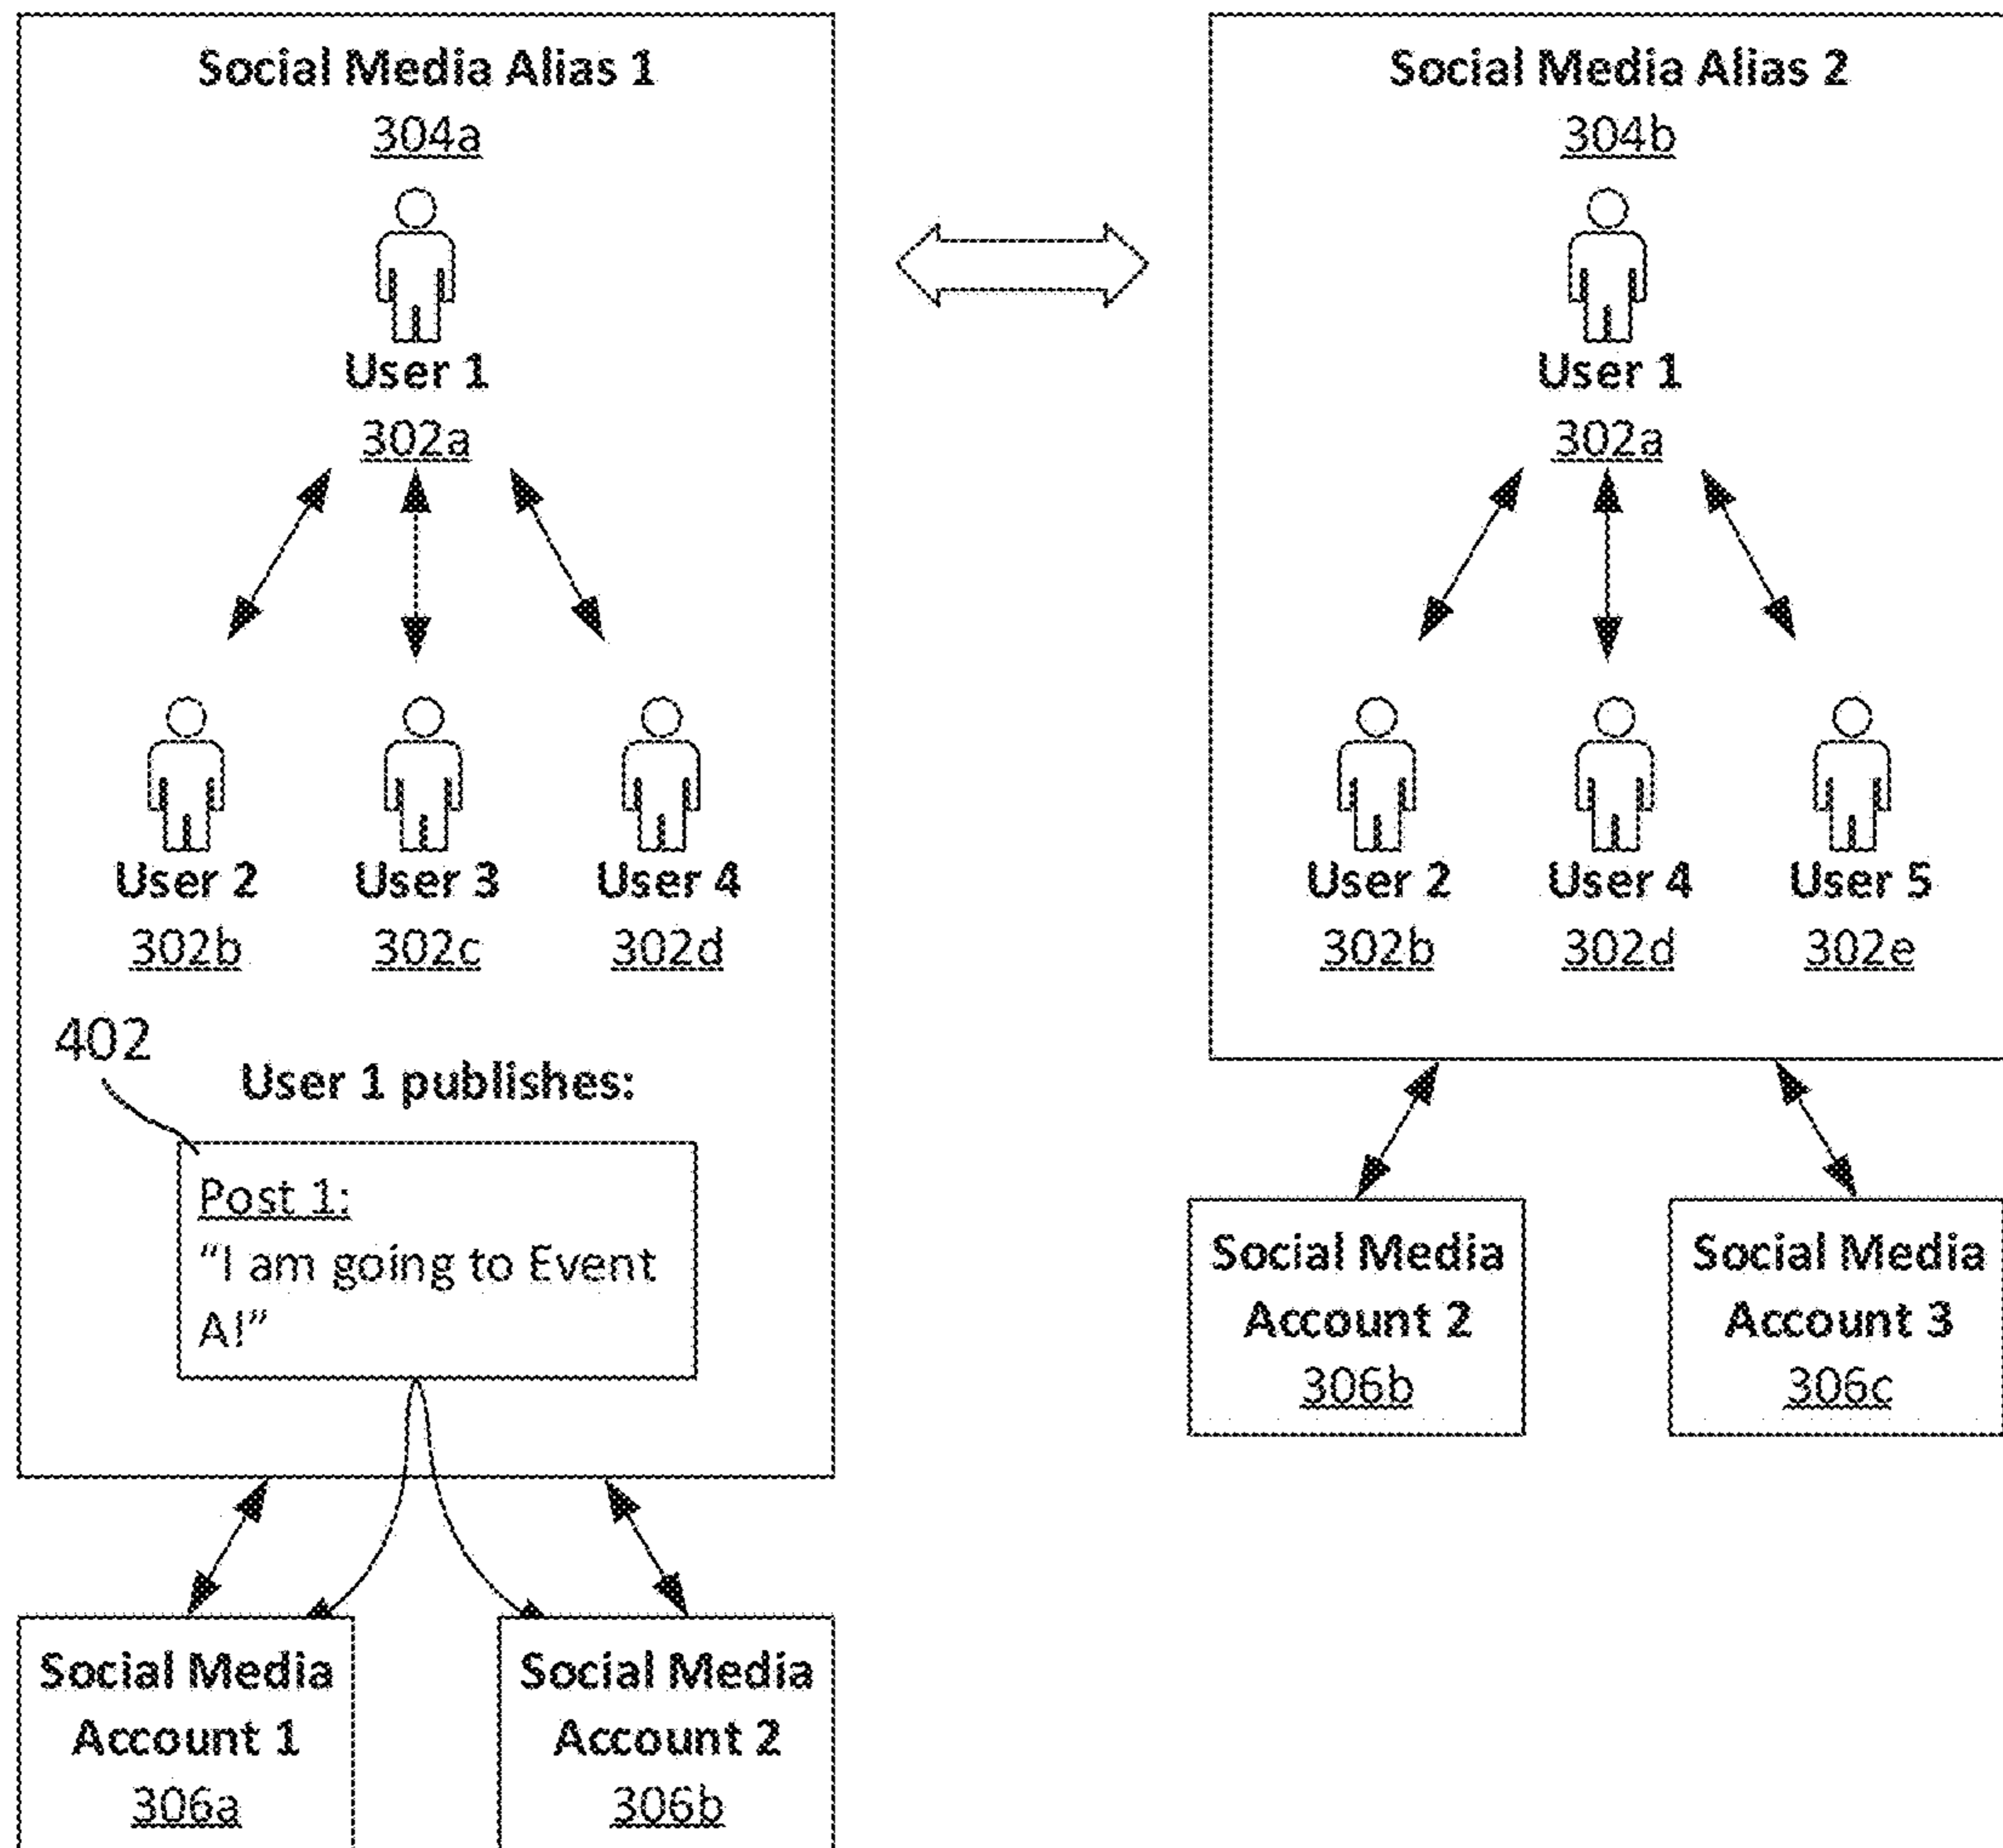 Social Media Alias 1
304a
User 1
302a
User 2
302b
User 3
302c
User 4
302d
402
User 1 publishes:
Post 1:
“I am going to Event
A!”
Social Media
Account 1
306a
Social Media
Account 2
306b
Social Media Alias 2
304b
User 1
302a
User 2
302b
User 4
302d
User 5
302e
Social Media
Account 2
306b
Social Media
Account 3
306c